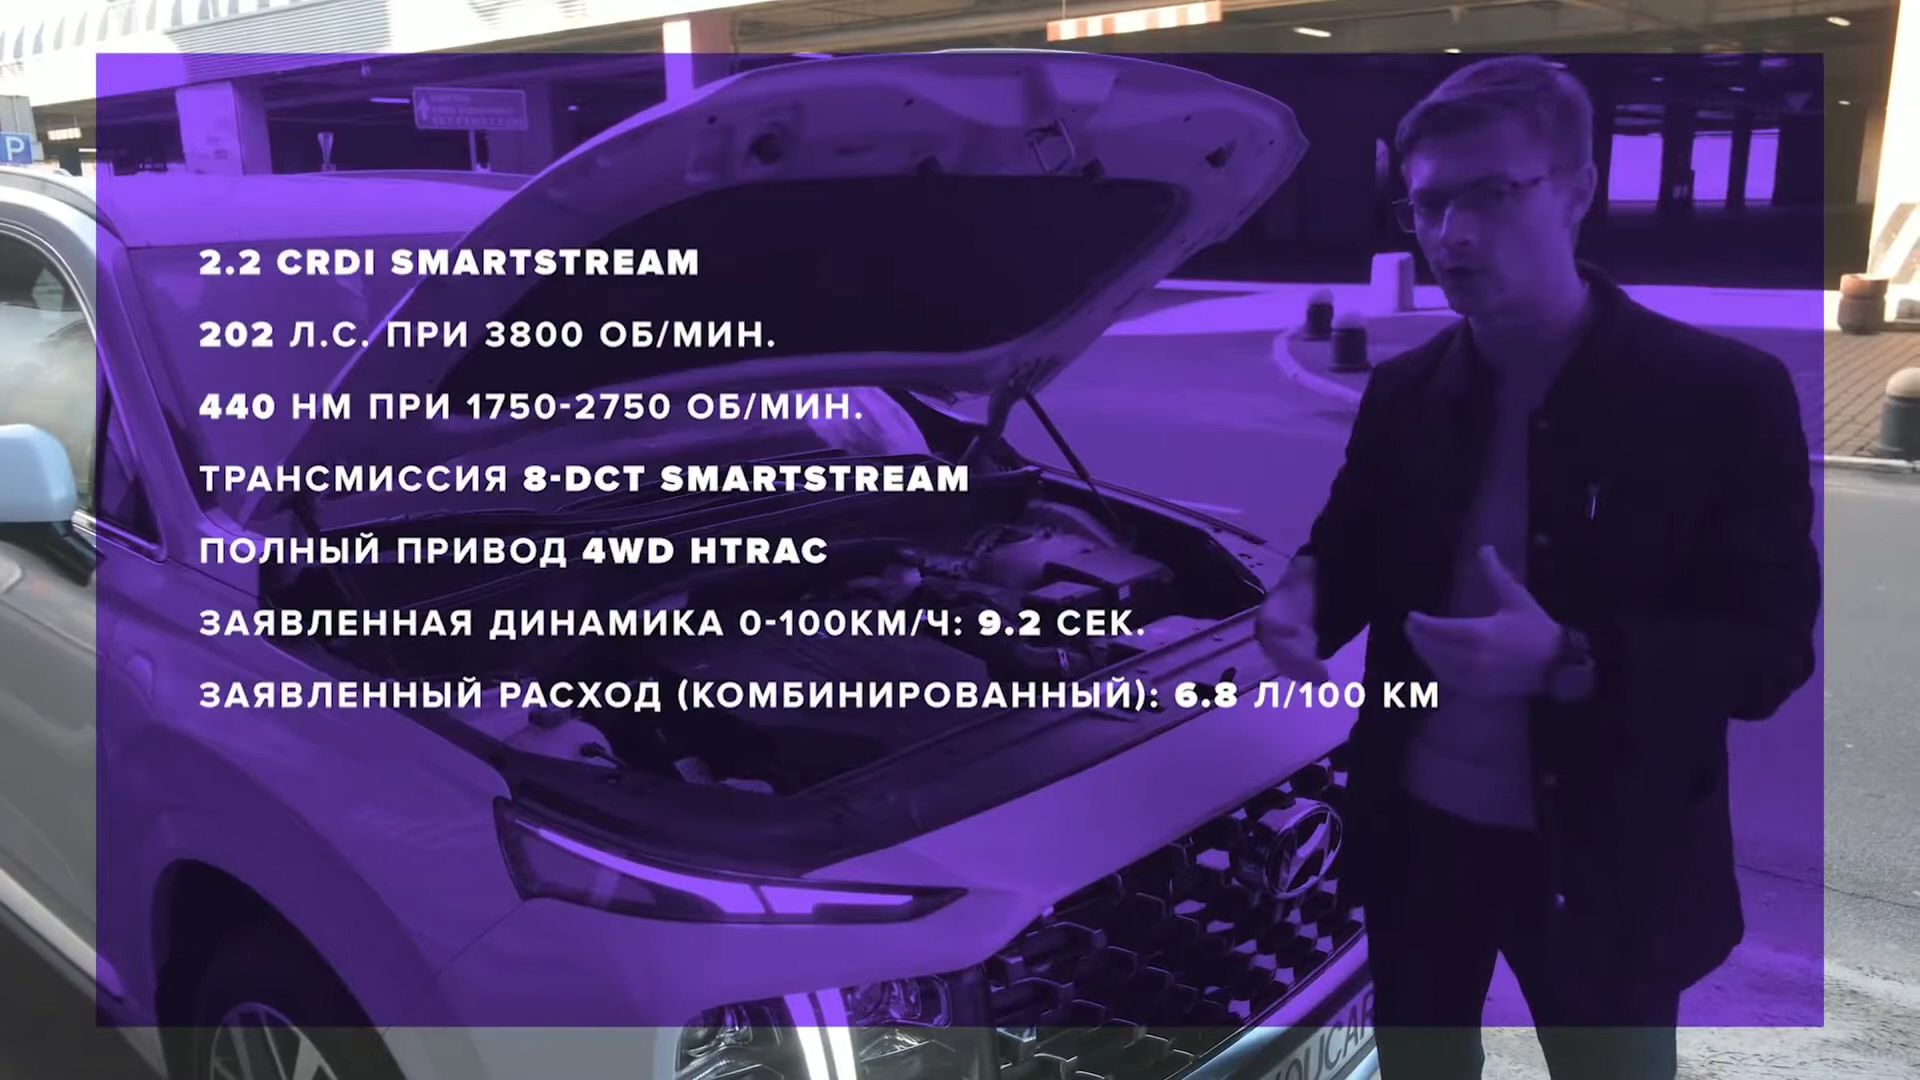 2.2 CRDI SMARTSTREAM
202 Л.С. ПРИ 3800 ОБ/МИН.
440 НМ ПРИ 1750-2750 ОБ/МИН.
ТРАНСМИССИЯ 8-DCT SMARTSTREAM
ПОЛНЫЙ ПРИВОД 4WD HTRAC
ЗАЯВЛЕННАЯ ДИНАМИКА 0-100КМ/Ч: 9.2 СЕК.
ЗАЯВЛЕННЫЙ РАСХОД (КОМБИНИРОВАННЫЙ): 6.8 Л/100 КМ
P